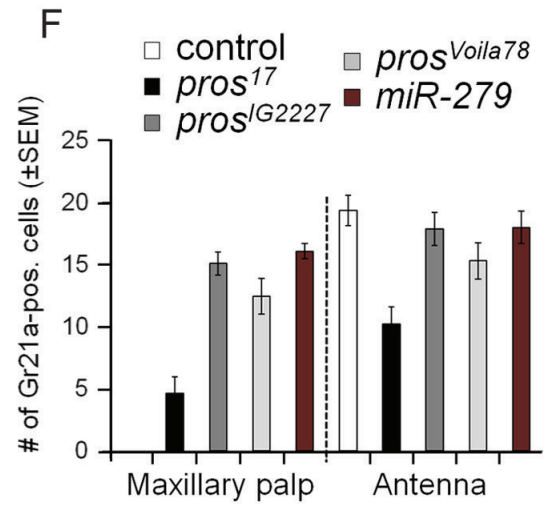 F
control
pros17
prosIG2227
prosVoila78
miR-279
# of Gr21a-pos. cells (±SEM)
25
20
15
10
5
0
Maxillary palp
Antenna